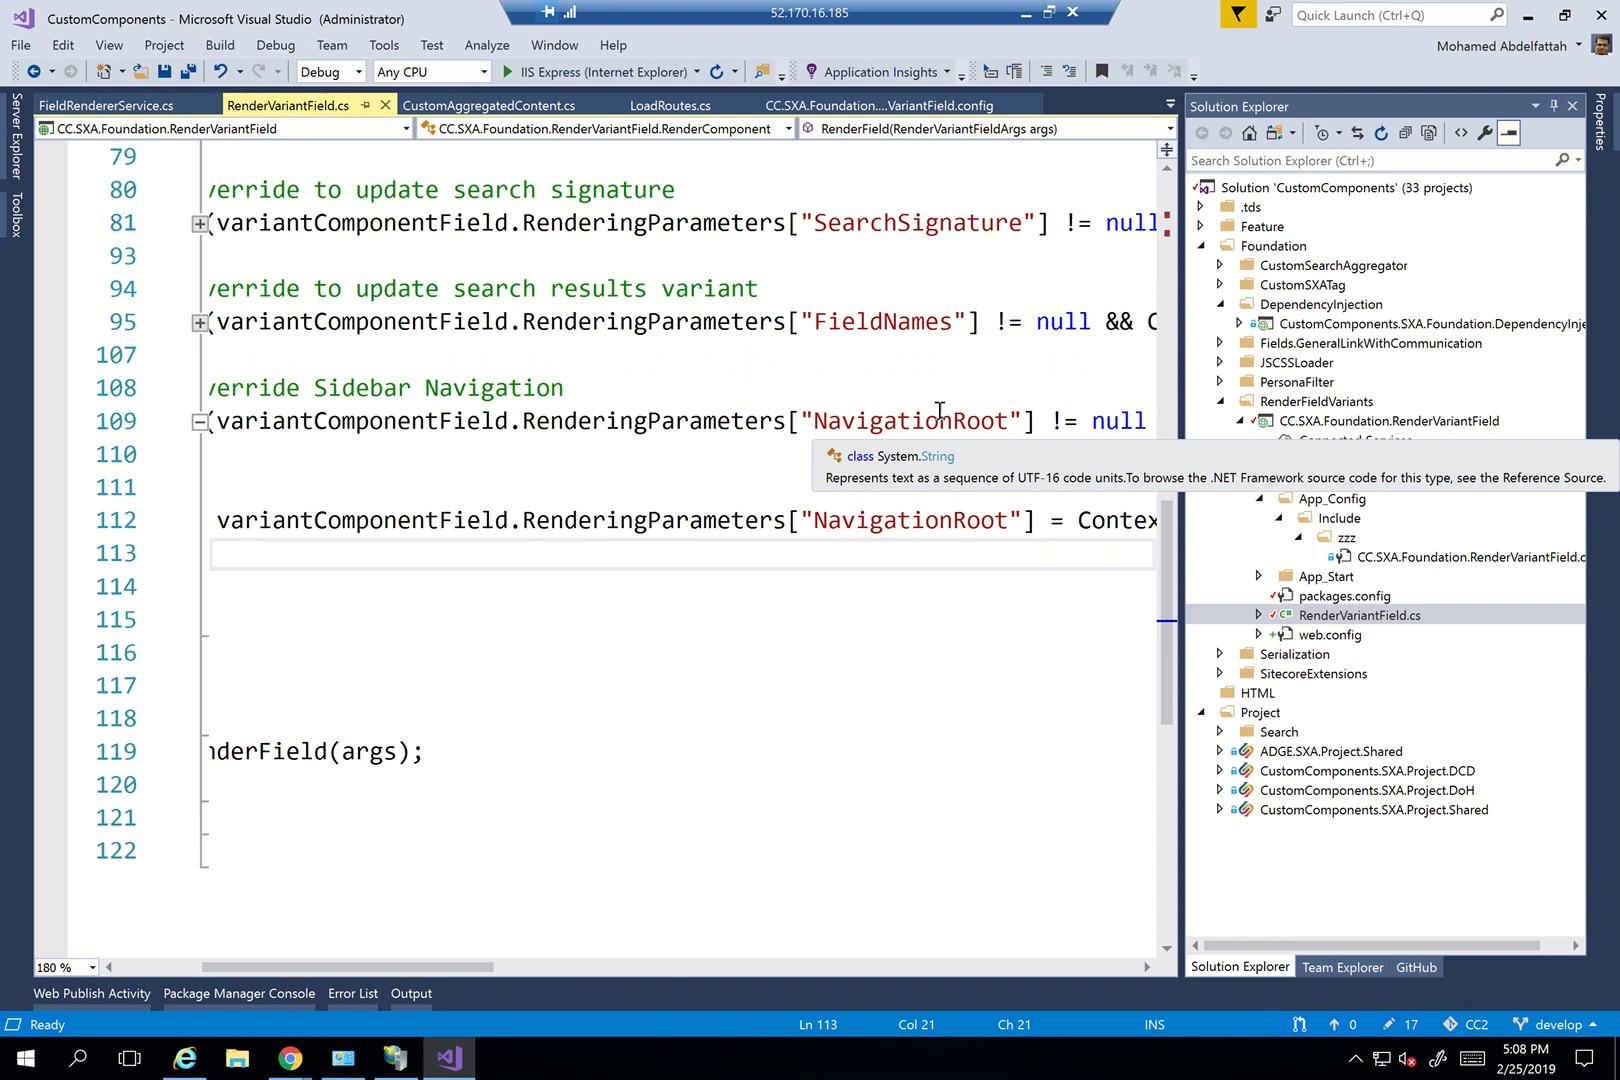 CustomComponents - Microsoft Visual Studio (Administrator)
52.170.16.185
Quick Launch (Ctrl+Q)
File Edit View Project Build Debug Team Tools Test Analyze Window Help
Mohamed Abdelfattah
Debug Any CPU IIS Express (Internet Explorer) Application Insights
Server Explorer
Toolbox
FieldRendererService.cs RenderVariantField.cs CustomAggregatedContent.cs LoadRoutes.cs CC.SXA.Foundation....VariantField.config
CC.SXA.Foundation.RenderVariantField CC.SXA.Foundation.RenderVariantField.RenderComponent RenderField(RenderVariantFieldArgs args)
79
80 verride to update search signature
81 (variantComponentField.RenderingParameters["SearchSignature"] != null
93
94 verride to update search results variant
95 (variantComponentField.RenderingParameters["FieldNames"] != null && C
107
108 verride Sidebar Navigation
109 (variantComponentField.RenderingParameters["NavigationRoot"] != null
110
class System.String
Represents text as a sequence of UTF-16 code units.To browse the .NET Framework source code for this type, see the Reference Source.
111
112 variantComponentField.RenderingParameters["NavigationRoot"] = Contex
113
114
115
116
117
118
119 nderField(args);
120
121
122
180 %
Solution Explorer
Search Solution Explorer (Ctrl+;)
Solution 'CustomComponents' (33 projects)
.tds
Feature
Foundation
CustomSearchAggregator
CustomSXATag
DependencyInjection
CustomComponents.SXA.Foundation.DependencyInje
Fields.GeneralLinkWithCommunication
JSCSSLoader
PersonaFilter
RenderFieldVariants
CC.SXA.Foundation.RenderVariantField
App_Config
Include
zzz
CC.SXA.Foundation.RenderVariantField.c
App_Start
packages.config
RenderVariantField.cs
web.config
Serialization
SitecoreExtensions
HTML
Project
Search
ADGE.SXA.Project.Shared
CustomComponents.SXA.Project.DCD
CustomComponents.SXA.Project.DoH
CustomComponents.SXA.Project.Shared
Solution Explorer Team Explorer GitHub
Properties
Web Publish Activity Package Manager Console Error List Output
Ready Ln 113 Col 21 Ch 21 INS 0 17 CC2 develop
5:08 PM
2/25/2019